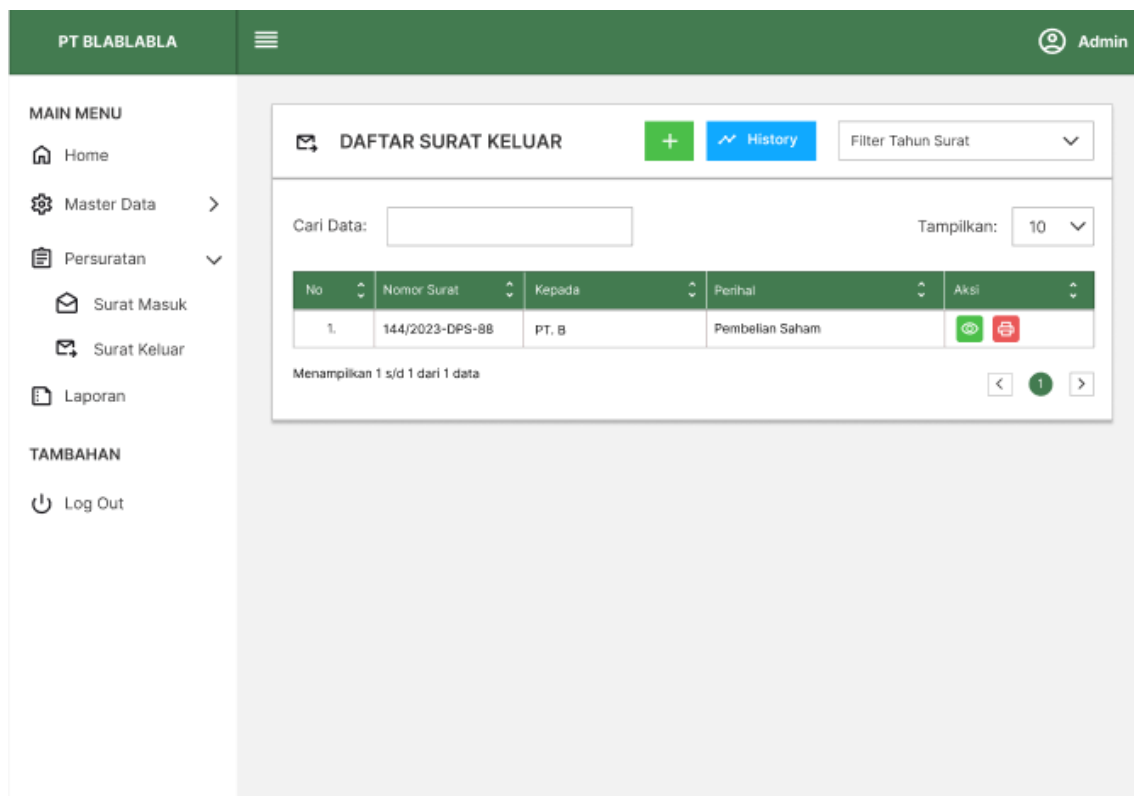 PT BLABLABLA
Admin
MAIN MENU
Home
Master Data
Persuratan
Surat Masuk
Surat Keluar
Laporan
TAMBAHAN
Log Out
DAFTAR SURAT KELUAR
+ History Filter Tahun Surat
Cari Data: Tampilkan: 10
No Nomor Surat Kepada Perihal Aksi
1. 144/2023-DPS-88 PT. B Pembelian Saham
Menampilkan 1 s/d 1 dari 1 data
< 1 >